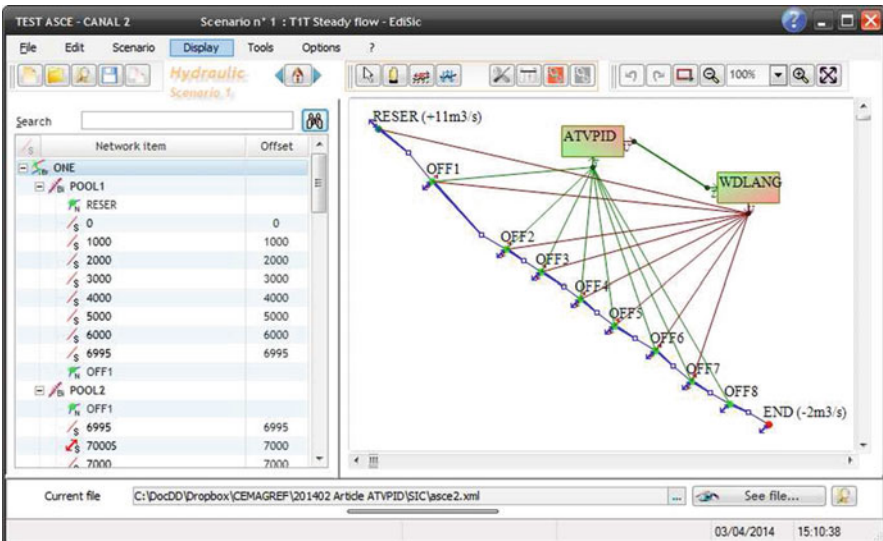 TEST ASCE - CANAL 2 Scenario n° 1 : T1T Steady flow - EdiSic
File Edit Scenario Display Tools Options ?
Hydraulic
Scenario 1.
100%
Search
Network item Offset
ONE
POOL1
RESER
0 0
1000 1000
2000 2000
3000 3000
4000 4000
5000 5000
6000 6000
6995 6995
OFF1
POOL2
OFF1
6995 6995
7000S 7000
7000 7000
RESER (+11m3/s)
ATVPID
OFF1
WDLANG
OFF2
OFF3
OFF4
OFF5
OFF6
OFF7
OFF8
END (-2m3/s)
Current file C:\DocDD\Dropbox\CEMAGREF\201402 Article ATVPID\SIC\asce2.xml ... See file...
03/04/2014 15:10:38